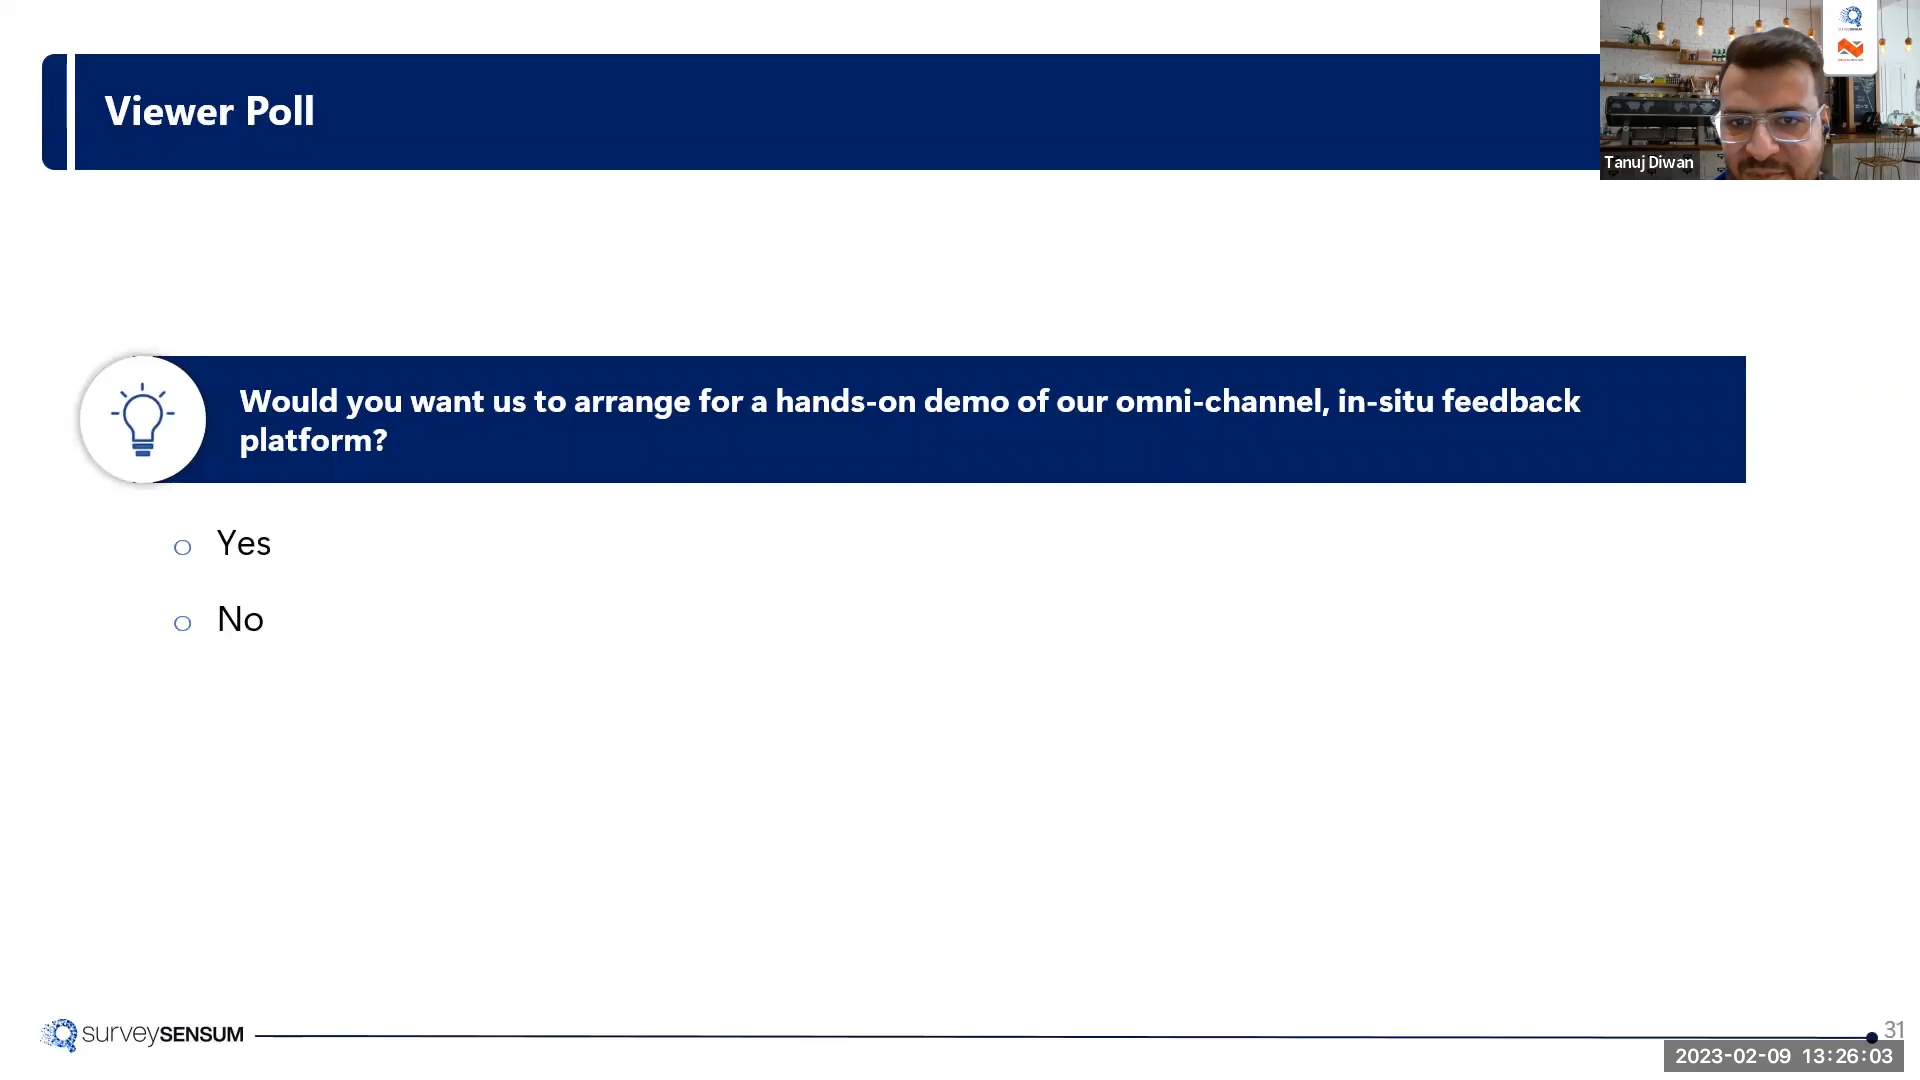 Viewer Poll
Tanuj Diwan
Would you want us to arrange for a hands-on demo of our omni-channel, in-situ feedback
platform?
o Yes
o No
surveySENSUM
31
2023-02-09 13:26:03